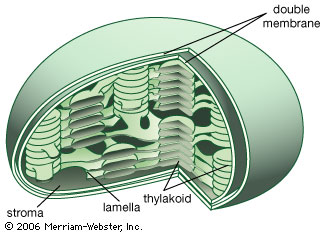 double
membrane
thylakoid
lamella
stroma
© 2006 Merriam-Webster, Inc.